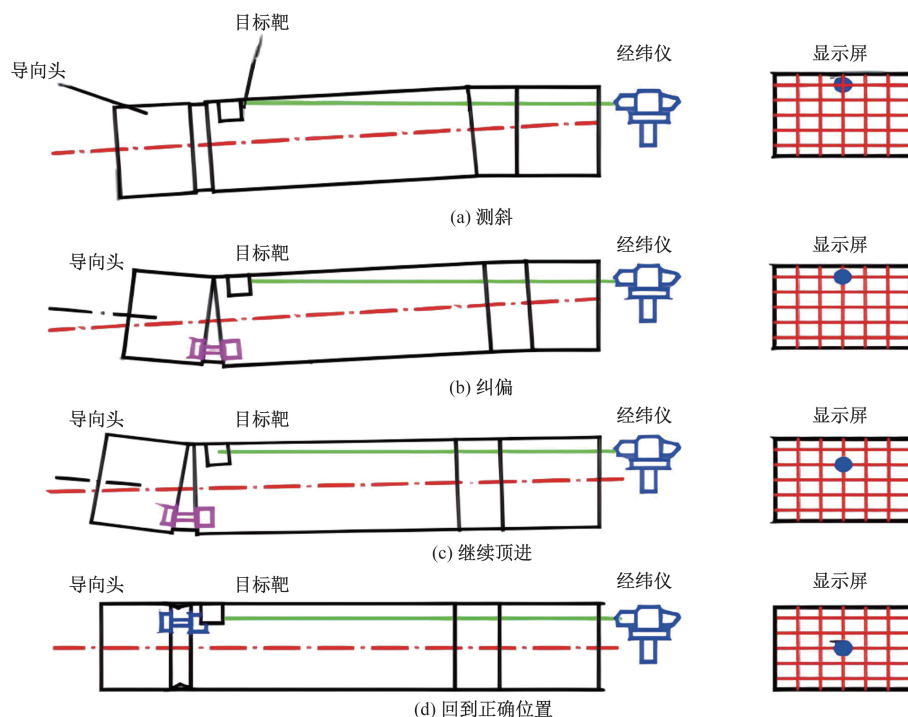 目标靶
导向头
经纬仪
显示屏
(a) 测斜
导向头
目标靶
经纬仪
显示屏
(b) 纠偏
导向头
目标靶
经纬仪
显示屏
(c) 继续顶进
导向头
目标靶
经纬仪
显示屏
(d) 回到正确位置